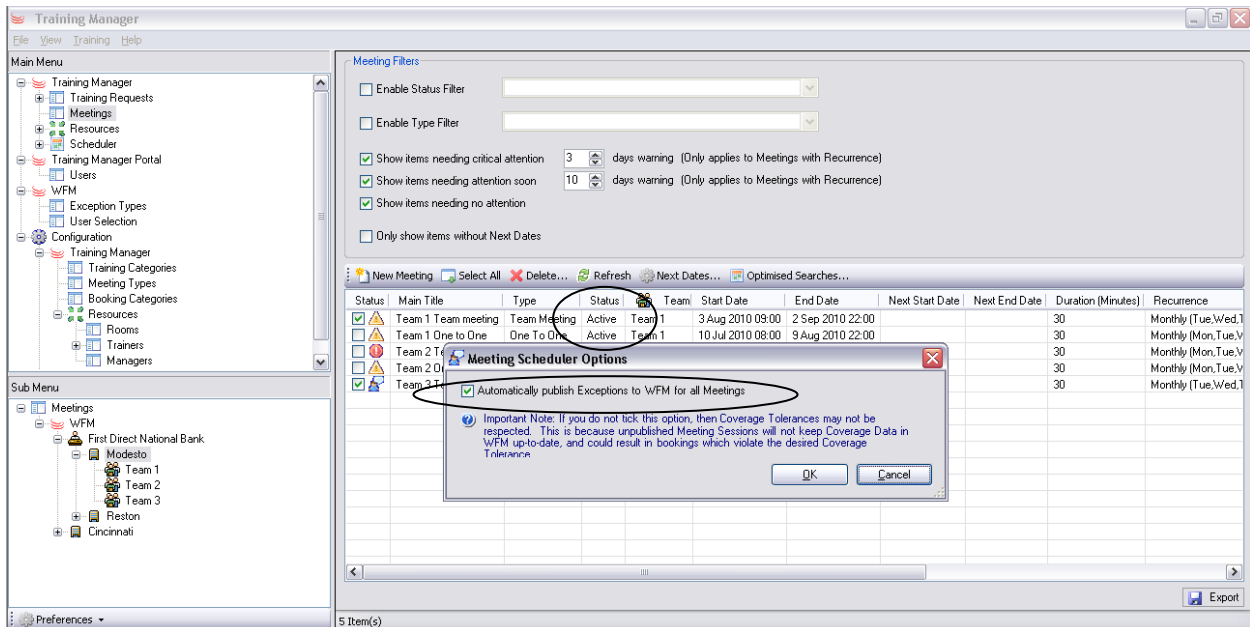 Training Manager
File View Training Help
Main Menu
Training Manager
Training Requests
Meetings
Resources
Scheduler
Training Manager Portal
Users
WFM
Exception Types
User Selection
Configuration
Training Manager
Training Categories
Meeting Types
Booking Categories
Resources
Rooms
Trainers
Managers
Sub Menu
Meetings
WFM
First Direct National Bank
Modesto
Team 1
Team 2
Team 3
Reston
Cincinnati
Preferences
Meeting Filters
Enable Status Filter
Enable Type Filter
Show items needing critical attention 3 days warning (Only applies to Meetings with Recurrence)
Show items needing attention soon 10 days warning (Only applies to Meetings with Recurrence)
Show items needing no attention
Only show items without Next Dates
New Meeting Select All Delete... Refresh Next Dates... Optimised Searches...
Status Main Title Type Status Team Start Date End Date Next Start Date Next End Date Duration (Minutes) Recurrence
Team 1 Team meeting Team Meeting Active Team 1 3 Aug 2010 09:00 2 Sep 2010 22:00 30 Monthly (Tue,Wed,T
Team 1 One to One One To One Active Team 1 10 Jul 2010 08:00 9 Aug 2010 22:00 30 Monthly (Mon,Tue,W
Team 2 Te 30 Monthly (Mon,Tue,W
Team 2 Or 30 Monthly (Mon,Tue,W
Team 3 Te 30 Monthly (Tue,Wed,T
Meeting Scheduler Options
Automatically publish Exceptions to WFM for all Meetings
Important Note: If you do not tick this option, then Coverage Tolerances may not be
respected. This is because unpublished Meeting Sessions will not keep Coverage Data in
WFM up-to-date, and could result in bookings which violate the desired Coverage
Tolerance
OK Cancel
Export
5 Item(s)